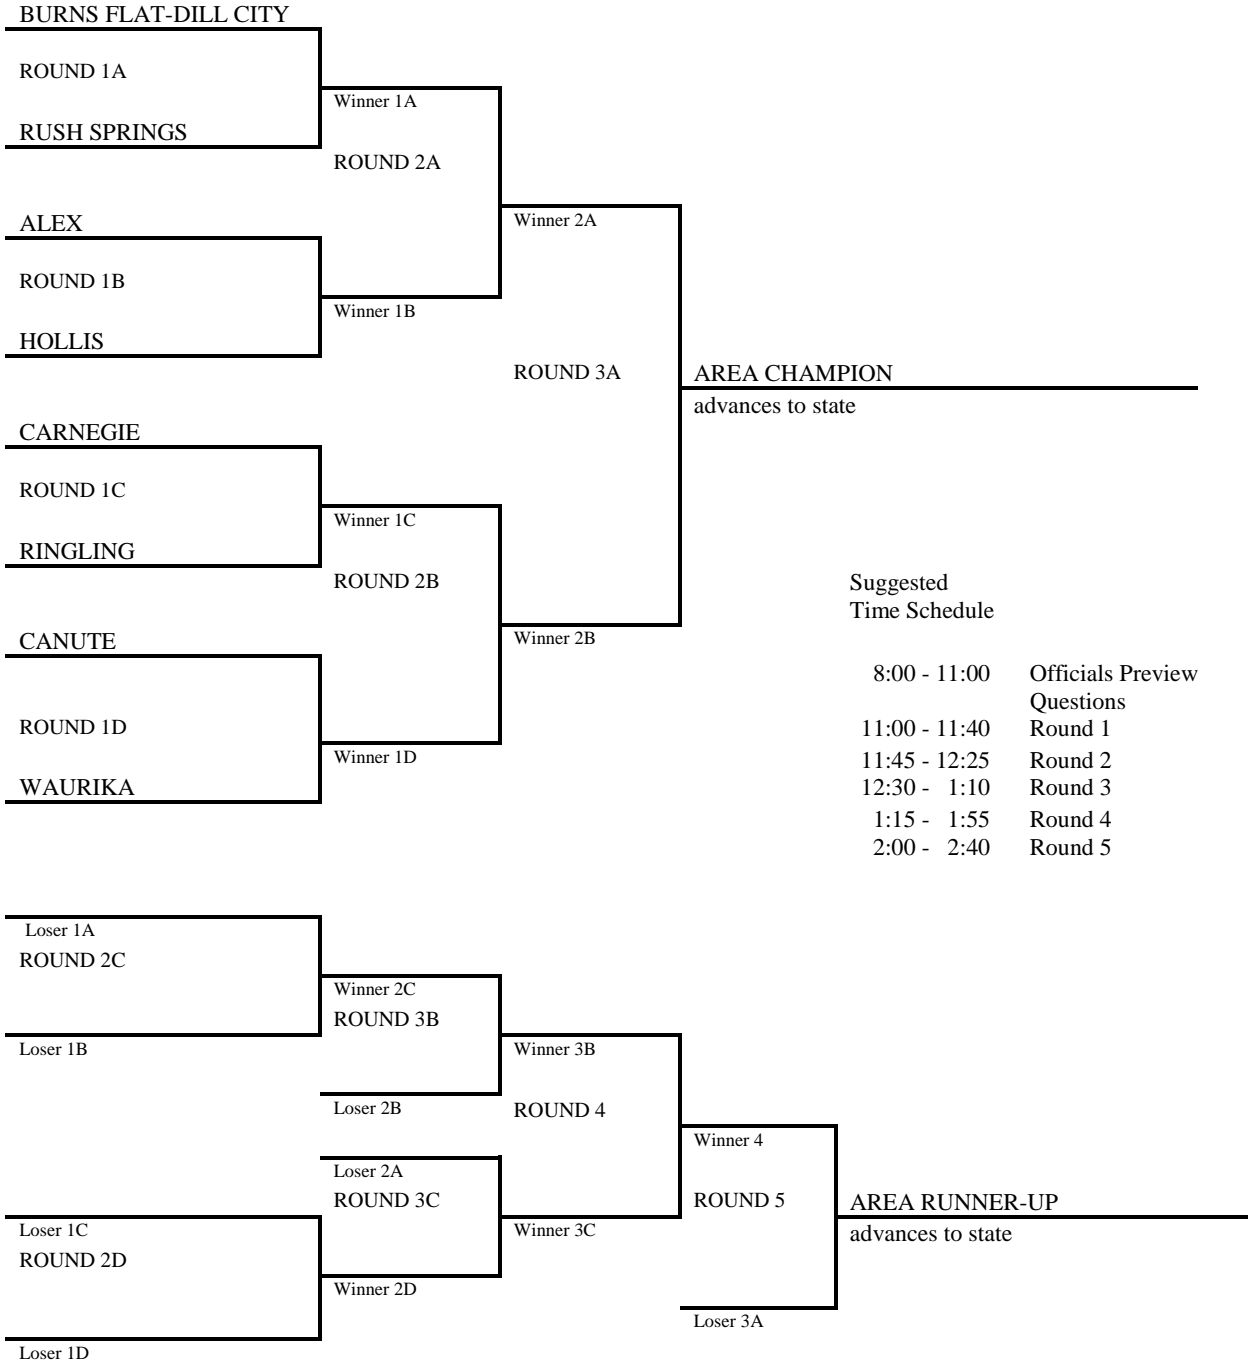 BURNS FLAT-DILL CITY
ROUND 1A
Winner 1A
RUSH SPRINGS
ROUND 2A
ALEX
Winner 2A
ROUND 1B
Winner 1B
HOLLIS
ROUND 3A
AREA CHAMPION
advances to state
CARNEGIE
ROUND 1C
Winner 1C
RINGLING
ROUND 2B
CANUTE
Winner 2B
ROUND 1D
Winner 1D
WAURIKA
Suggested
Time Schedule
8:00 - 11:00 Officials Preview
Questions
11:00 - 11:40 Round 1
11:45 - 12:25 Round 2
12:30 - 1:10 Round 3
1:15 - 1:55 Round 4
2:00 - 2:40 Round 5
Loser 1A
ROUND 2C
Winner 2C
ROUND 3B
Loser 1B
Winner 3B
Loser 2B
ROUND 4
Winner 4
Loser 2A
ROUND 3C
ROUND 5
AREA RUNNER-UP
advances to state
Loser 1C
Winner 3C
ROUND 2D
Winner 2D
Loser 3A
Loser 1D